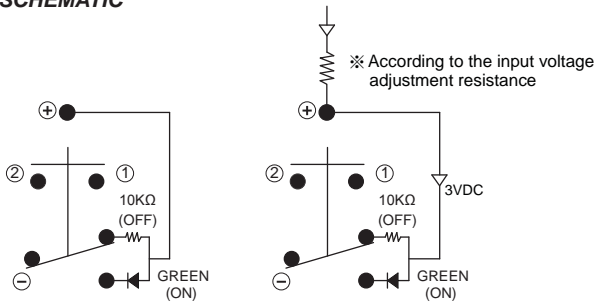 SCHEMATIC
※ According to the input voltage
adjustment resistance
+
② ①
10KΩ
(OFF)
−
GREEN
(ON)
+
② ①
3VDC
10KΩ
(OFF)
−
GREEN
(ON)